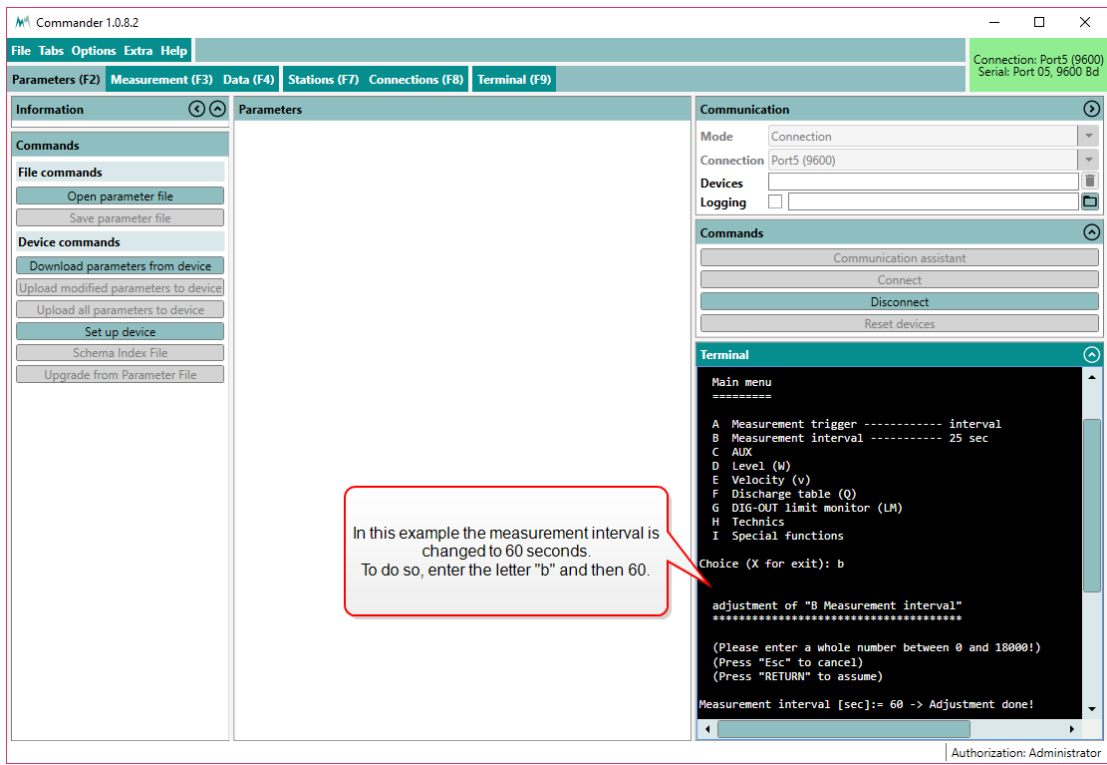 Commander 1.0.8.2
File Tabs Options Extra Help
Connection: Port5 (9600)
Serial: Port 05, 9600 Bd
Parameters (F2) Measurement (F3) Data (F4) Stations (F7) Connections (F8) Terminal (F9)
Information
Commands
File commands
Open parameter file
Save parameter file
Device commands
Download parameters from device
Upload modified parameters to device
Upload all parameters to device
Set up device
Schema Index File
Upgrade from Parameter File
Parameters
In this example the measurement interval is
changed to 60 seconds.
To do so, enter the letter "b" and then 60.
Communication
Mode Connection
Connection Port5 (9600)
Devices
Logging
Commands
Communication assistant
Connect
Disconnect
Reset devices
Terminal
Main menu
=========
A Measurement trigger ------------ interval
B Measurement interval ----------- 25 sec
C AUX
D Level (W)
E Velocity (v)
F Discharge table (Q)
G DIG-OUT limit monitor (LM)
H Technics
I Special functions
Choice (X for exit): b
adjustment of "B Measurement interval"
**************************************
(Please enter a whole number between 0 and 18000!)
(Press "Esc" to cancel)
(Press "RETURN" to assume)
Measurement interval [sec]:= 60 -> Adjustment done!
Authorization: Administrator